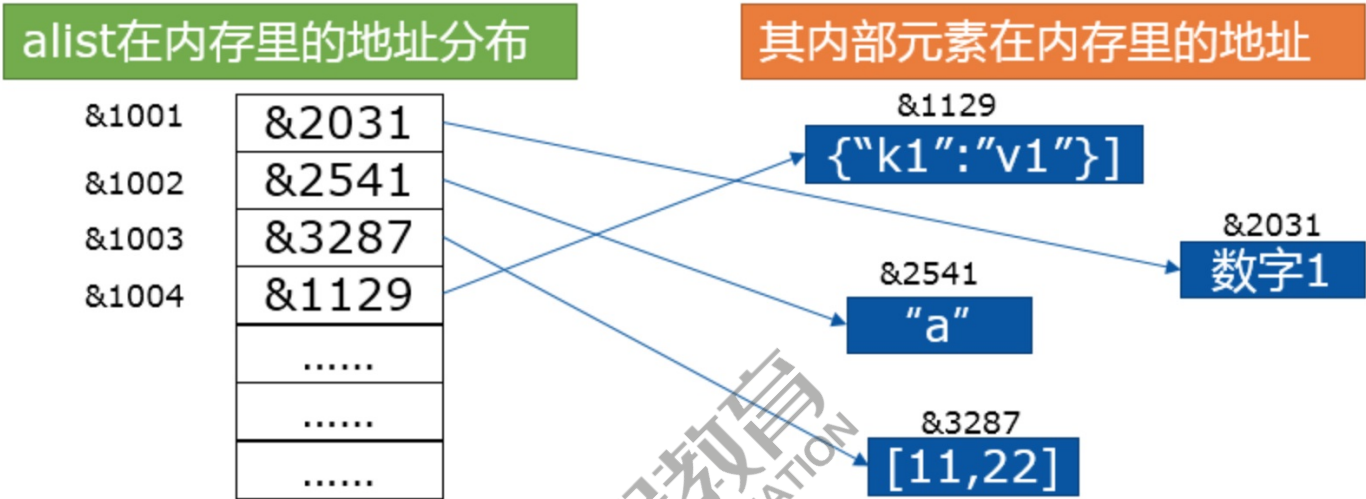 alist在内存里的地址分布
其内部元素在内存里的地址
&1001
&2031
&1002
&2541
&1003
&3287
&1004
&1129
......
......
......
&1129
{“k1”:”v1”}]
&2031
数字1
&2541
”a”
&3287
[11,22]
教育